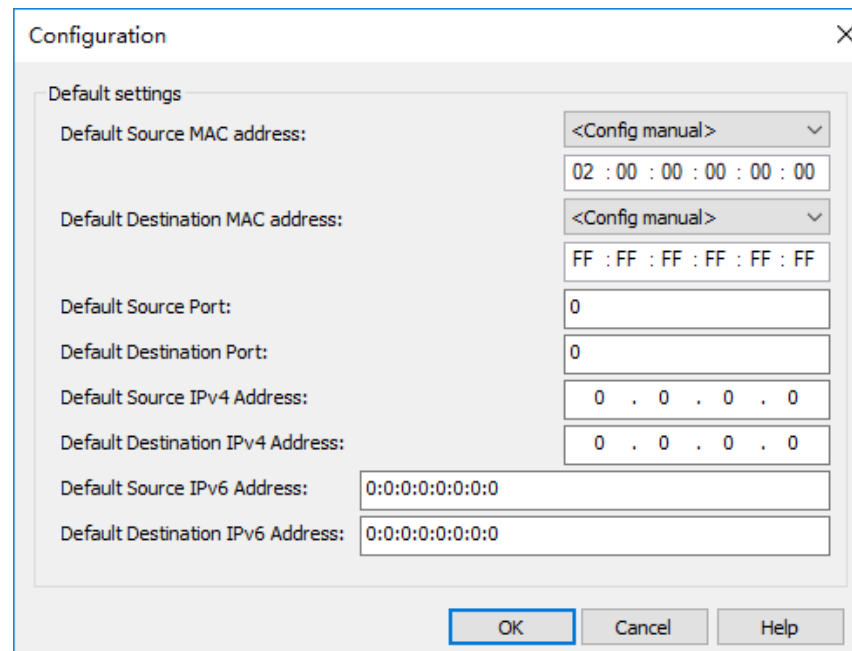 Configuration
Default settings
Default Source MAC address:
<Config manual>
02 : 00 : 00 : 00 : 00 : 00
Default Destination MAC address:
<Config manual>
FF : FF : FF : FF : FF : FF
Default Source Port:
0
Default Destination Port:
0
Default Source IPv4 Address:
0 . 0 . 0 . 0
Default Destination IPv4 Address:
0 . 0 . 0 . 0
Default Source IPv6 Address:
0:0:0:0:0:0:0:0
Default Destination IPv6 Address:
0:0:0:0:0:0:0:0
OK
Cancel
Help